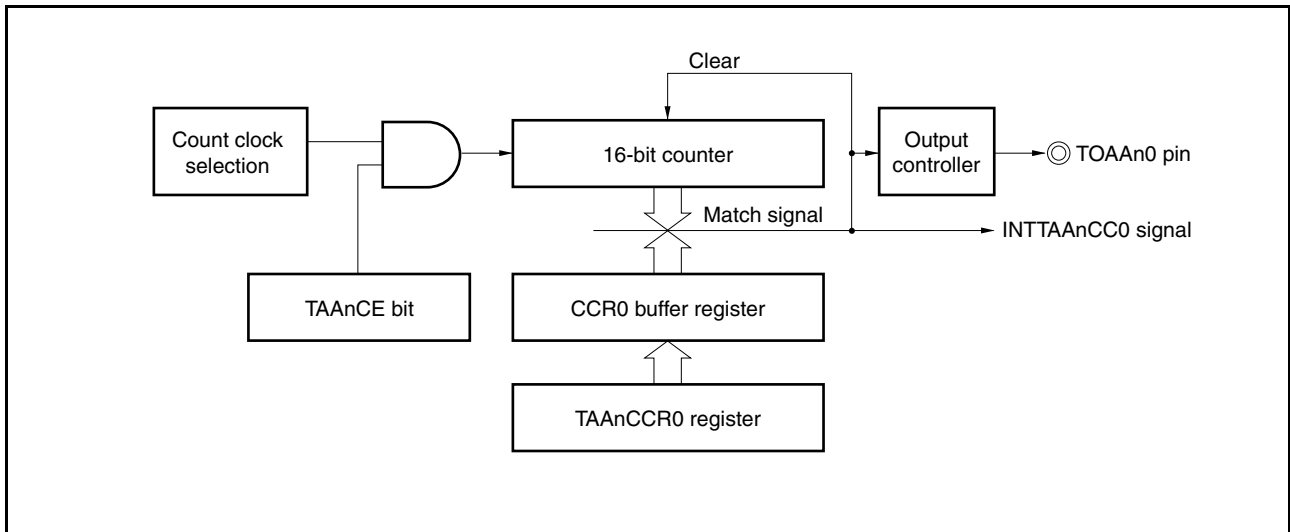 Clear
Count clock
selection
16-bit counter
Output
controller
TOAAn0 pin
Match signal
INTTAAnCC0 signal
TAAnCE bit
CCR0 buffer register
TAAnCCR0 register